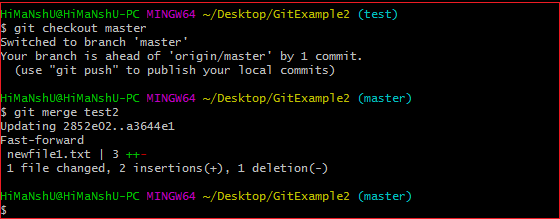 HiMaNshU@HiMaNshU-PC MINGW64 ~/Desktop/GitExample2 (test)
$ git checkout master
Switched to branch 'master'
Your branch is ahead of 'origin/master' by 1 commit.
  (use "git push" to publish your local commits)
HiMaNshU@HiMaNshU-PC MINGW64 ~/Desktop/GitExample2 (master)
$ git merge test2
Updating 2852e02..a3644e1
Fast-forward
 newfile1.txt | 3 ++-
 1 file changed, 2 insertions(+), 1 deletion(-)
HiMaNshU@HiMaNshU-PC MINGW64 ~/Desktop/GitExample2 (master)
$